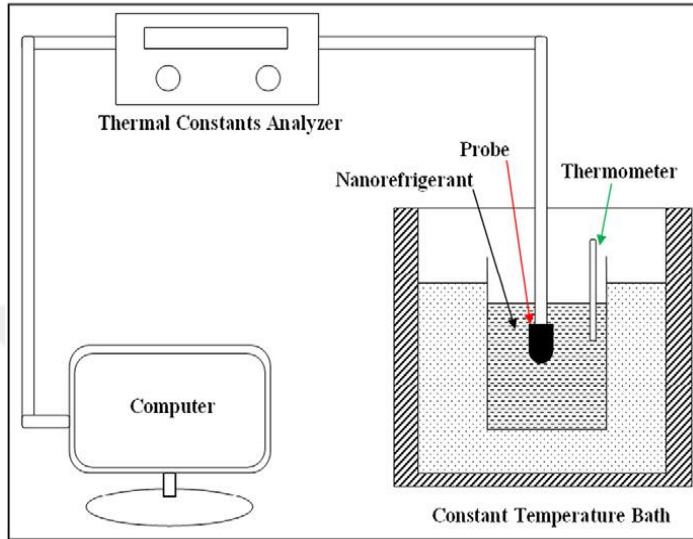 Thermal Constants Analyzer
Probe
Nanorefrigerant
Thermometer
Computer
Constant Temperature Bath